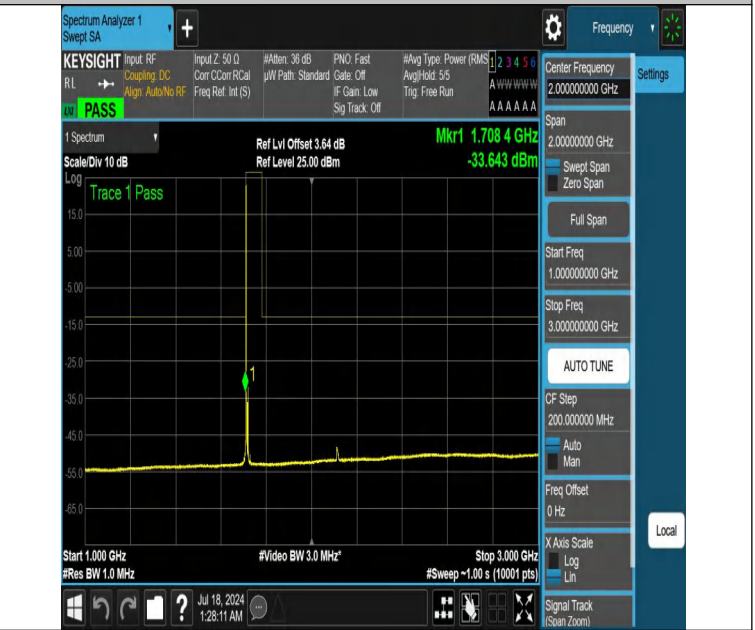 Spectrum Analyzer 1
Swept SA
+
Frequency
KEYSIGHT
RL
PASS
Input: RF
Coupling: DC
Align: Auto/No RF
Input Z: 50 Ω
Corr CCorr RCal
Freq Ref: Int (S)
#Atten: 36 dB
µW Path: Standard
PNO: Fast
Gate: Off
IF Gain: Low
Sig Track: Off
#Avg Type: Power (RMS
Avg|Hold: 5/5
Trig: Free Run
1 2 3 4 5 6
A W W W W W
A A A A A A
1 Spectrum
Scale/Div 10 dB
Ref Lvl Offset 3.64 dB
Ref Level 25.00 dBm
Mkr1 1.708 4 GHz
-33.643 dBm
Log
Trace 1 Pass
15.0
5.00
-5.00
-15.0
-25.0
1
-35.0
-45.0
-55.0
-65.0
Start 1.000 GHz
#Res BW 1.0 MHz
#Video BW 3.0 MHz*
Stop 3.000 GHz
#Sweep ~1.00 s (10001 pts)
Settings
Center Frequency
2.000000000 GHz
Span
2.00000000 GHz
Swept Span
Zero Span
Full Span
Start Freq
1.000000000 GHz
Stop Freq
3.000000000 GHz
AUTO TUNE
CF Step
200.000000 MHz
Auto
Man
Freq Offset
0 Hz
X Axis Scale
Log
Lin
Signal Track
(Span Zoom)
Local
?
Jul 18, 2024
1:28:11 AM